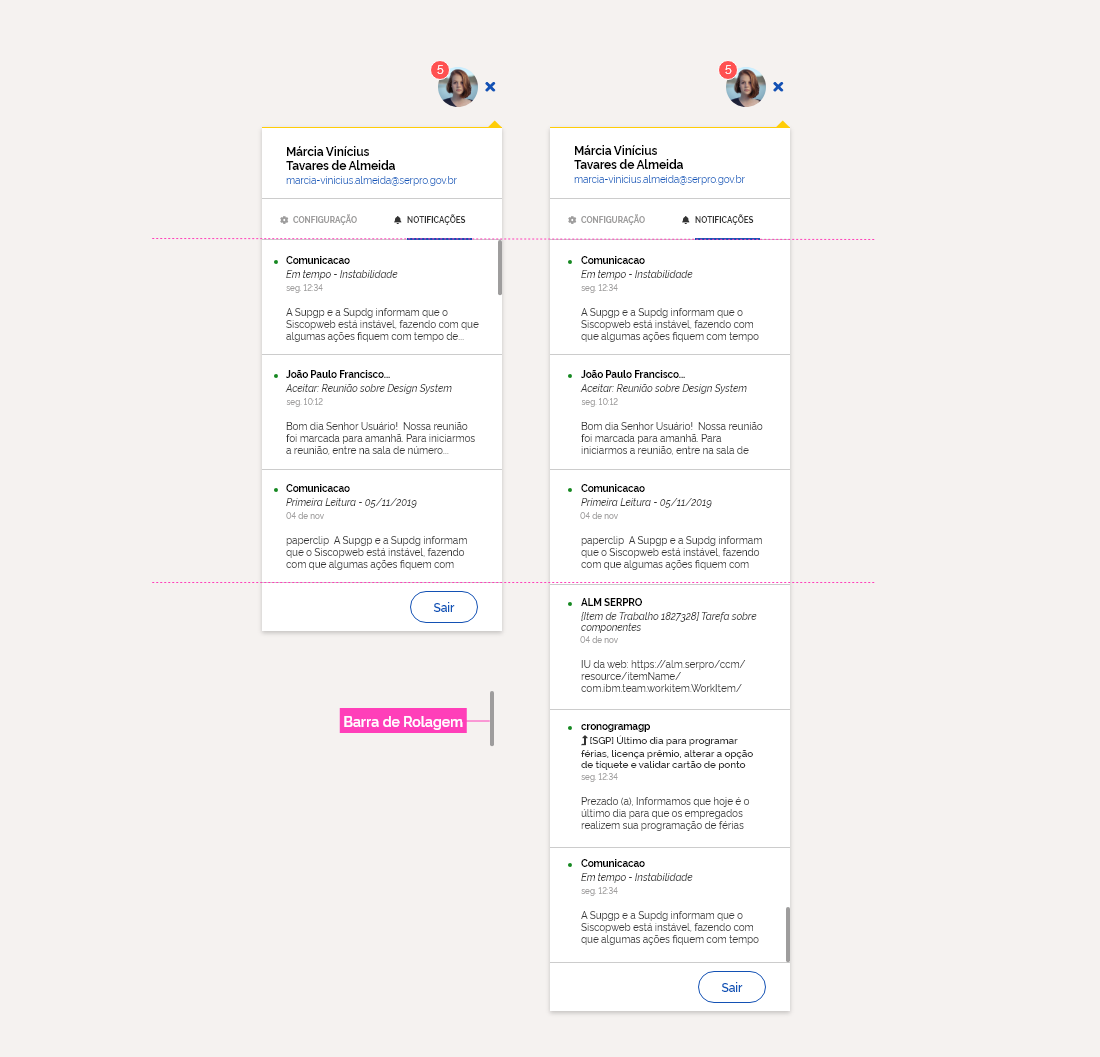 5
Márcia Vinícius
Tavares de Almeida
marcia-vinicius.almeida@serpro.gov.br
CONFIGURAÇÃO NOTIFICAÇÕES
Comunicacao
Em tempo - Instabilidade
seg. 12:34
A Supgp e a Supdg informam que o
Siscopweb está instável, fazendo com que
algumas ações fiquem com tempo de...
João Paulo Francisco...
Aceitar: Reunião sobre Design System
seg. 10:12
Bom dia Senhor Usuário!  Nossa reunião
foi marcada para amanhã. Para iniciarmos
a reunião, entre na sala de número...
Comunicacao
Primeira Leitura - 05/11/2019
04 de nov
paperclip  A Supgp e a Supdg informam
que o Siscopweb está instável, fazendo
com que algumas ações fiquem com
Sair
Barra de Rolagem
5
Márcia Vinícius
Tavares de Almeida
marcia-vinicius.almeida@serpro.gov.br
CONFIGURAÇÃO NOTIFICAÇÕES
Comunicacao
Em tempo - Instabilidade
seg. 12:34
A Supgp e a Supdg informam que o
Siscopweb está instável, fazendo com
que algumas ações fiquem com tempo
João Paulo Francisco...
Aceitar: Reunião sobre Design System
seg. 10:12
Bom dia Senhor Usuário!  Nossa reunião
foi marcada para amanhã. Para
iniciarmos a reunião, entre na sala de
Comunicacao
Primeira Leitura - 05/11/2019
04 de nov
paperclip  A Supgp e a Supdg informam
que o Siscopweb está instável, fazendo
com que algumas ações fiquem com
ALM SERPRO
[Item de Trabalho 1827328] Tarefa sobre
componentes
04 de nov
IU da web: https://alm.serpro/ccm/
resource/itemName/
com.ibm.team.workitem.WorkItem/
cronogramagp
[SGP] Último dia para programar
férias, licença prêmio, alterar a opção
de tiquete e validar cartão de ponto
seg. 12:34
Prezado (a), Informamos que hoje é o
último dia para que os empregados
realizem sua programação de férias
Comunicacao
Em tempo - Instabilidade
seg. 12:34
A Supgp e a Supdg informam que o
Siscopweb está instável, fazendo com
que algumas ações fiquem com tempo
Sair